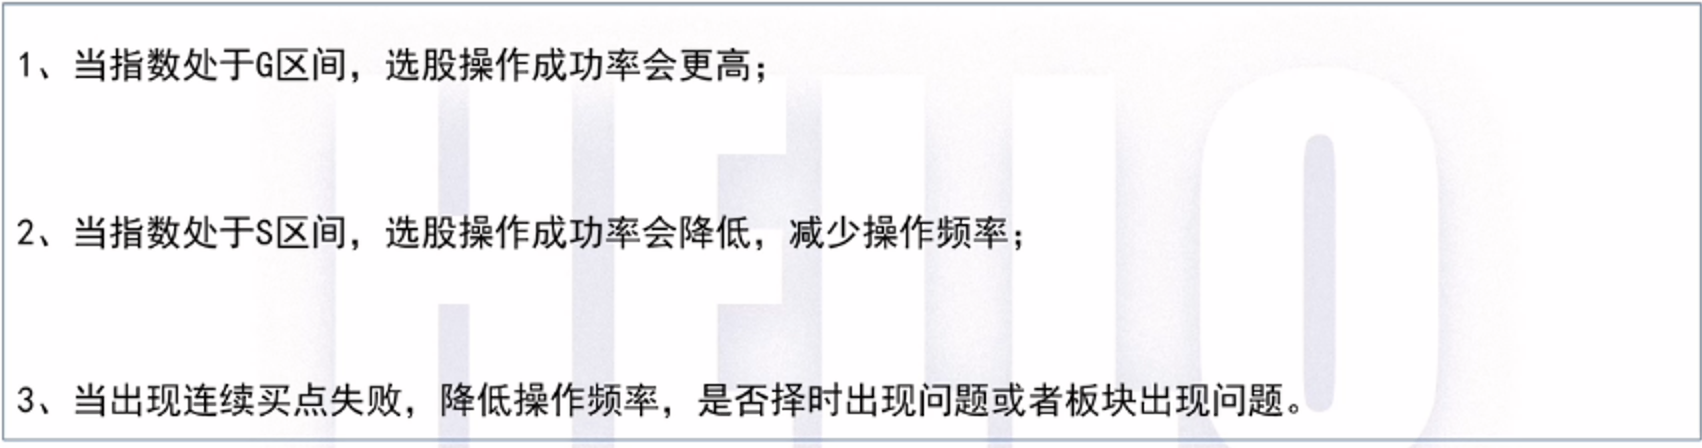 1、当指数处于G区间，选股操作成功率会更高；
2、当指数处于S区间，选股操作成功率会降低，减少操作频率；
3、当出现连续买点失败，降低操作频率，是否择时出现问题或者板块出现问题。
HELLO